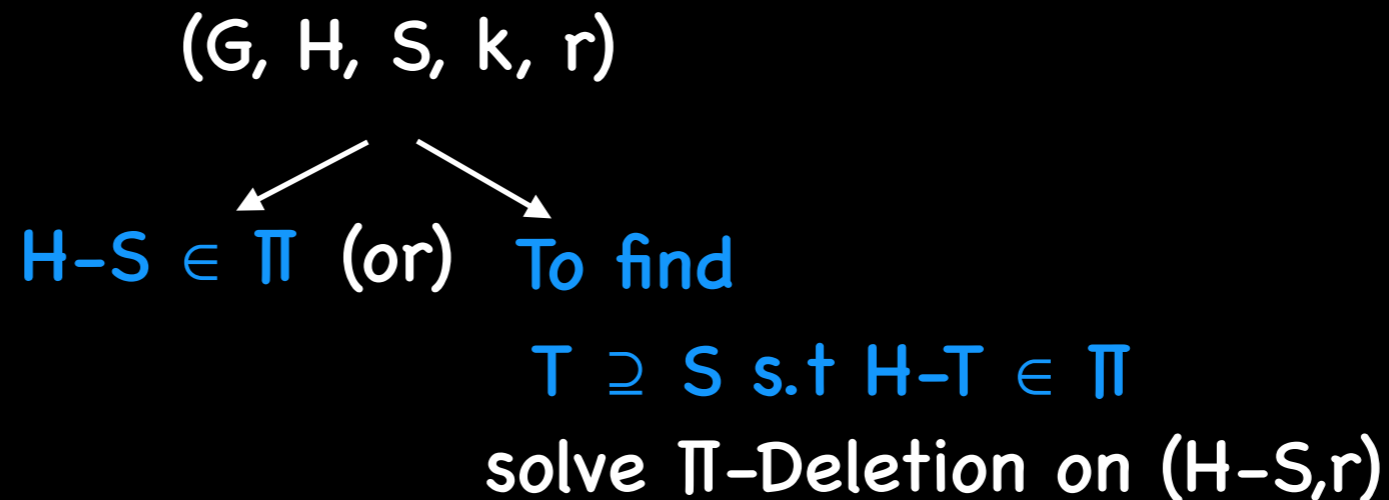 (G, H, S, k, r)
H-S ∈ Π (or) To find
T ⊇ S s.t H-T ∈ Π
solve Π-Deletion on (H-S,r)